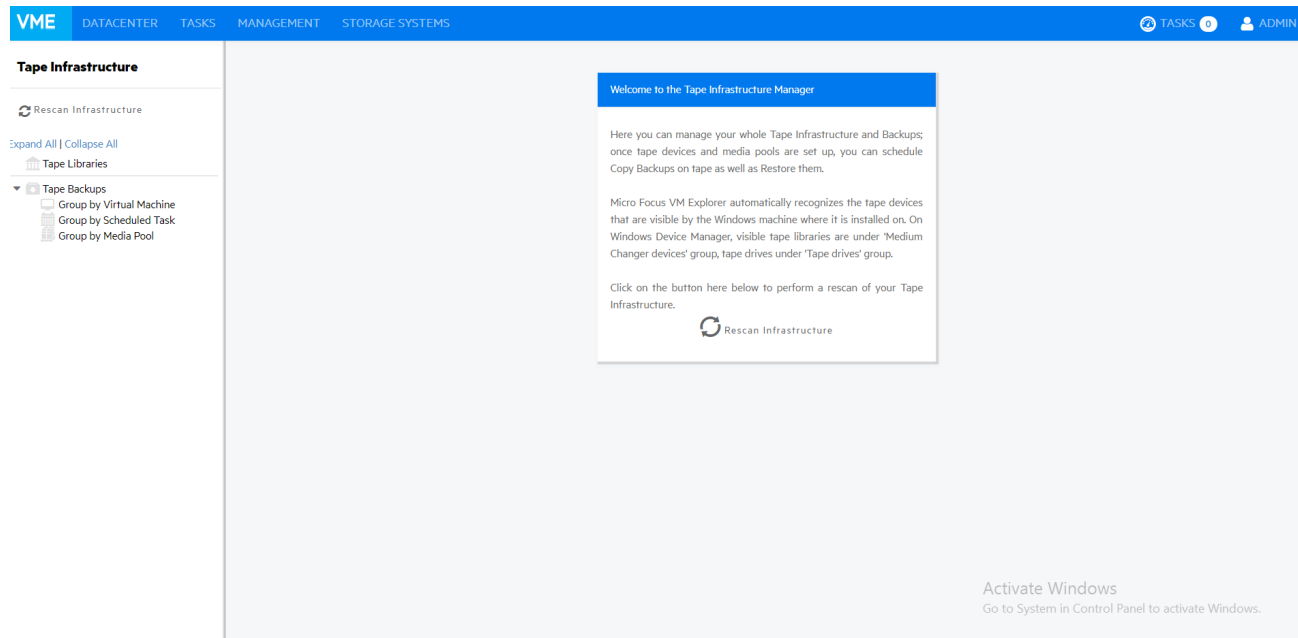 VME DATACENTER TASKS MANAGEMENT STORAGE SYSTEMS TASKS 0 ADMIN
Tape Infrastructure
Rescan Infrastructure
Expand All | Collapse All
Tape Libraries
Tape Backups
Group by Virtual Machine
Group by Scheduled Task
Group by Media Pool
Welcome to the Tape Infrastructure Manager
Here you can manage your whole Tape Infrastructure and Backups;
once tape devices and media pools are set up, you can schedule
Copy Backups on tape as well as Restore them.
Micro Focus VM Explorer automatically recognizes the tape devices
that are visible by the Windows machine where it is installed on. On
Windows Device Manager, visible tape libraries are under 'Medium
Changer devices' group, tape drives under 'Tape drives' group.
Click on the button here below to perform a rescan of your Tape
Infrastructure.
Rescan Infrastructure
Activate Windows
Go to System in Control Panel to activate Windows.